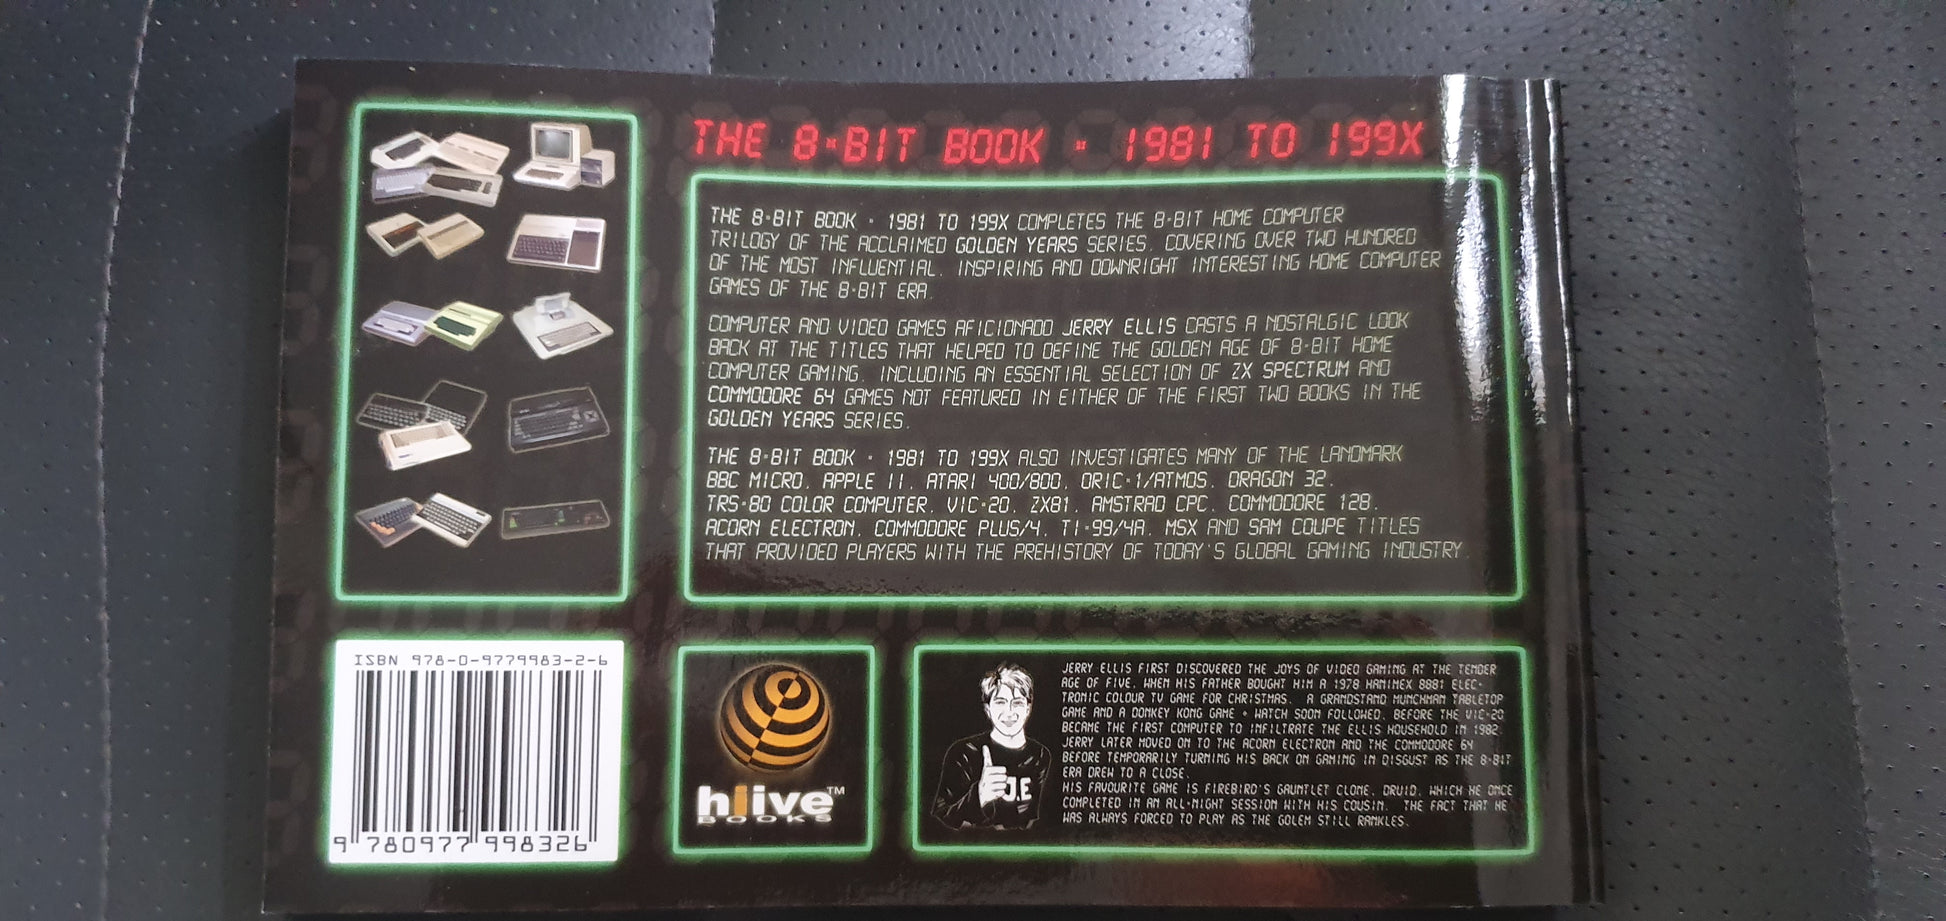 THE 8-BIT BOOK - 1981 TO 199X
THE 8-BIT BOOK - 1981 TO 199X COMPLETES THE 8-BIT HOME COMPUTER
TRILOGY OF THE ACCLAIMED GOLDEN YEARS SERIES, COVERING OVER TWO HUNDRED
OF THE MOST INFLUENTIAL, INSPIRING AND DOWNRIGHT INTERESTING HOME COMPUTER
GAMES OF THE 8-BIT ERA.
COMPUTER AND VIDEO GAMES AFICIONADO JERRY ELLIS CASTS A NOSTALGIC LOOK
BACK AT THE TITLES THAT HELPED TO DEFINE THE GOLDEN AGE OF 8-BIT HOME
COMPUTER GAMING, INCLUDING AN ESSENTIAL SELECTION OF ZX SPECTRUM AND
COMMODORE 64 GAMES NOT FEATURED IN EITHER OF THE FIRST TWO BOOKS IN THE
GOLDEN YEARS SERIES.
THE 8-BIT BOOK - 1981 TO 199X ALSO INVESTIGATES MANY OF THE LANDMARK
BBC MICRO, APPLE II, ATARI 400/800, ORIC-1/ATMOS, DRAGON 32,
TRS-80 COLOR COMPUTER, VIC-20, ZX81, AMSTRAD CPC, COMMODORE 128,
ACORN ELECTRON, COMMODORE PLUS/4, TI-99/4A, MSX AND SAM COUPE TITLES
THAT PROVIDED PLAYERS WITH THE PREHISTORY OF TODAY'S GLOBAL GAMING INDUSTRY.
ISBN 978-0-9779983-2-6
9 780977 998326
hiive™
BOOKS
J.E
JERRY ELLIS FIRST DISCOVERED THE JOYS OF VIDEO GAMING AT THE TENDER
AGE OF FIVE, WHEN HIS FATHER BOUGHT HIM A 1978 HANIMEX 8881 ELEC-
TRONIC COLOUR TV GAME FOR CHRISTMAS. A GRANDSTAND MUNCHMAN TABLETOP
GAME AND A DONKEY KONG GAME + WATCH SOON FOLLOWED, BEFORE THE VIC-20
BECAME THE FIRST COMPUTER TO INFILTRATE THE ELLIS HOUSEHOLD IN 1982.
JERRY LATER MOVED ON TO THE ACORN ELECTRON AND THE COMMODORE 64
BEFORE TEMPORARILY TURNING HIS BACK ON GAMING IN DISGUST AS THE 8-BIT
ERA DREW TO A CLOSE.
HIS FAVOURITE GAME IS FIREBIRD'S GAUNTLET CLONE, DRUID, WHICH HE ONCE
COMPLETED IN AN ALL-NIGHT SESSION WITH HIS COUSIN. THE FACT THAT HE
WAS ALWAYS FORCED TO PLAY AS THE GOLEM STILL RANKLES.